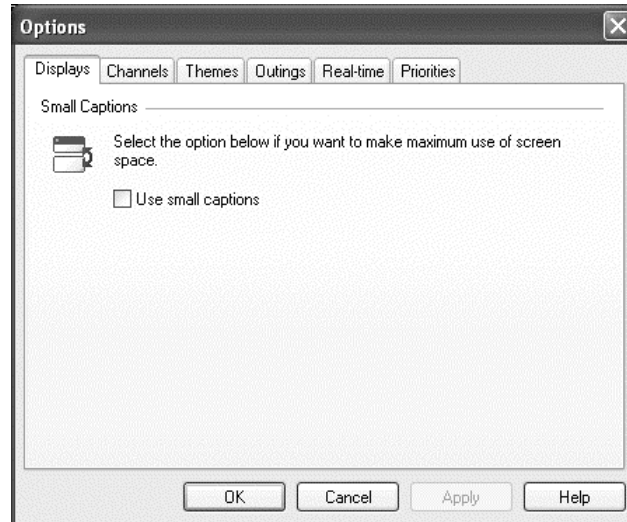 Options
Displays Channels Themes Outings Real-time Priorities
Small Captions
Select the option below if you want to make maximum use of screen
space.
Use small captions
OK Cancel Apply Help